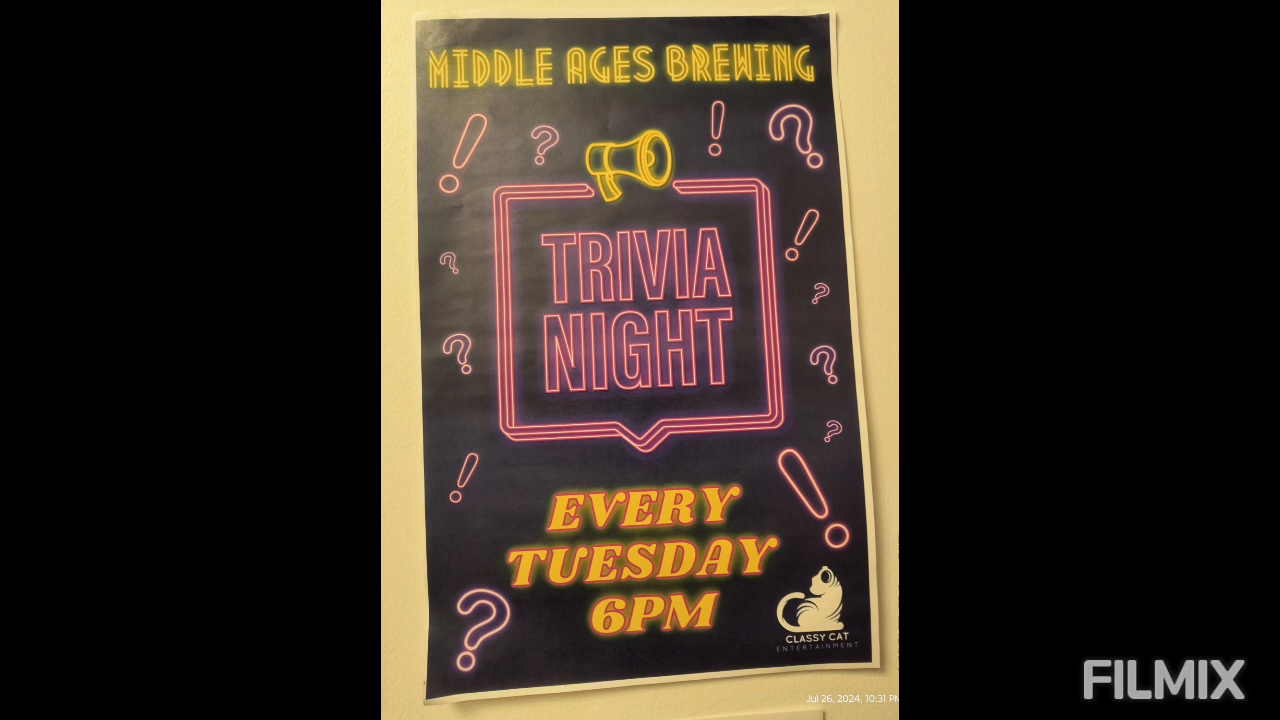 MIDDLE AGES BREWING
TRIVIA
NIGHT
EVERY
TUESDAY
6PM
CLASSY CAT
ENTERTAINMENT
Jul 26, 2024, 10:31 PM
FILMIX